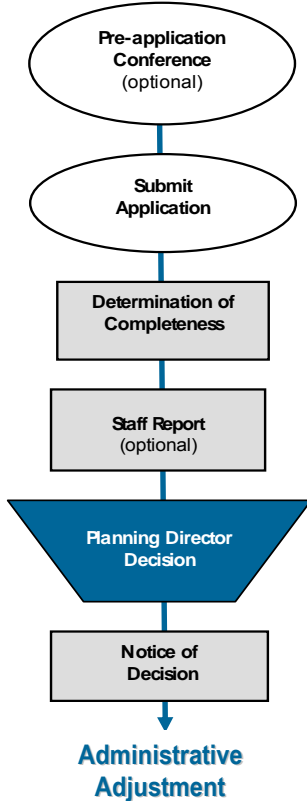 Pre-application
Conference
(optional)
Submit
Application
Determination of
Completeness
Staff Report
(optional)
Planning Director
Decision
Notice of
Decision
Administrative
Adjustment